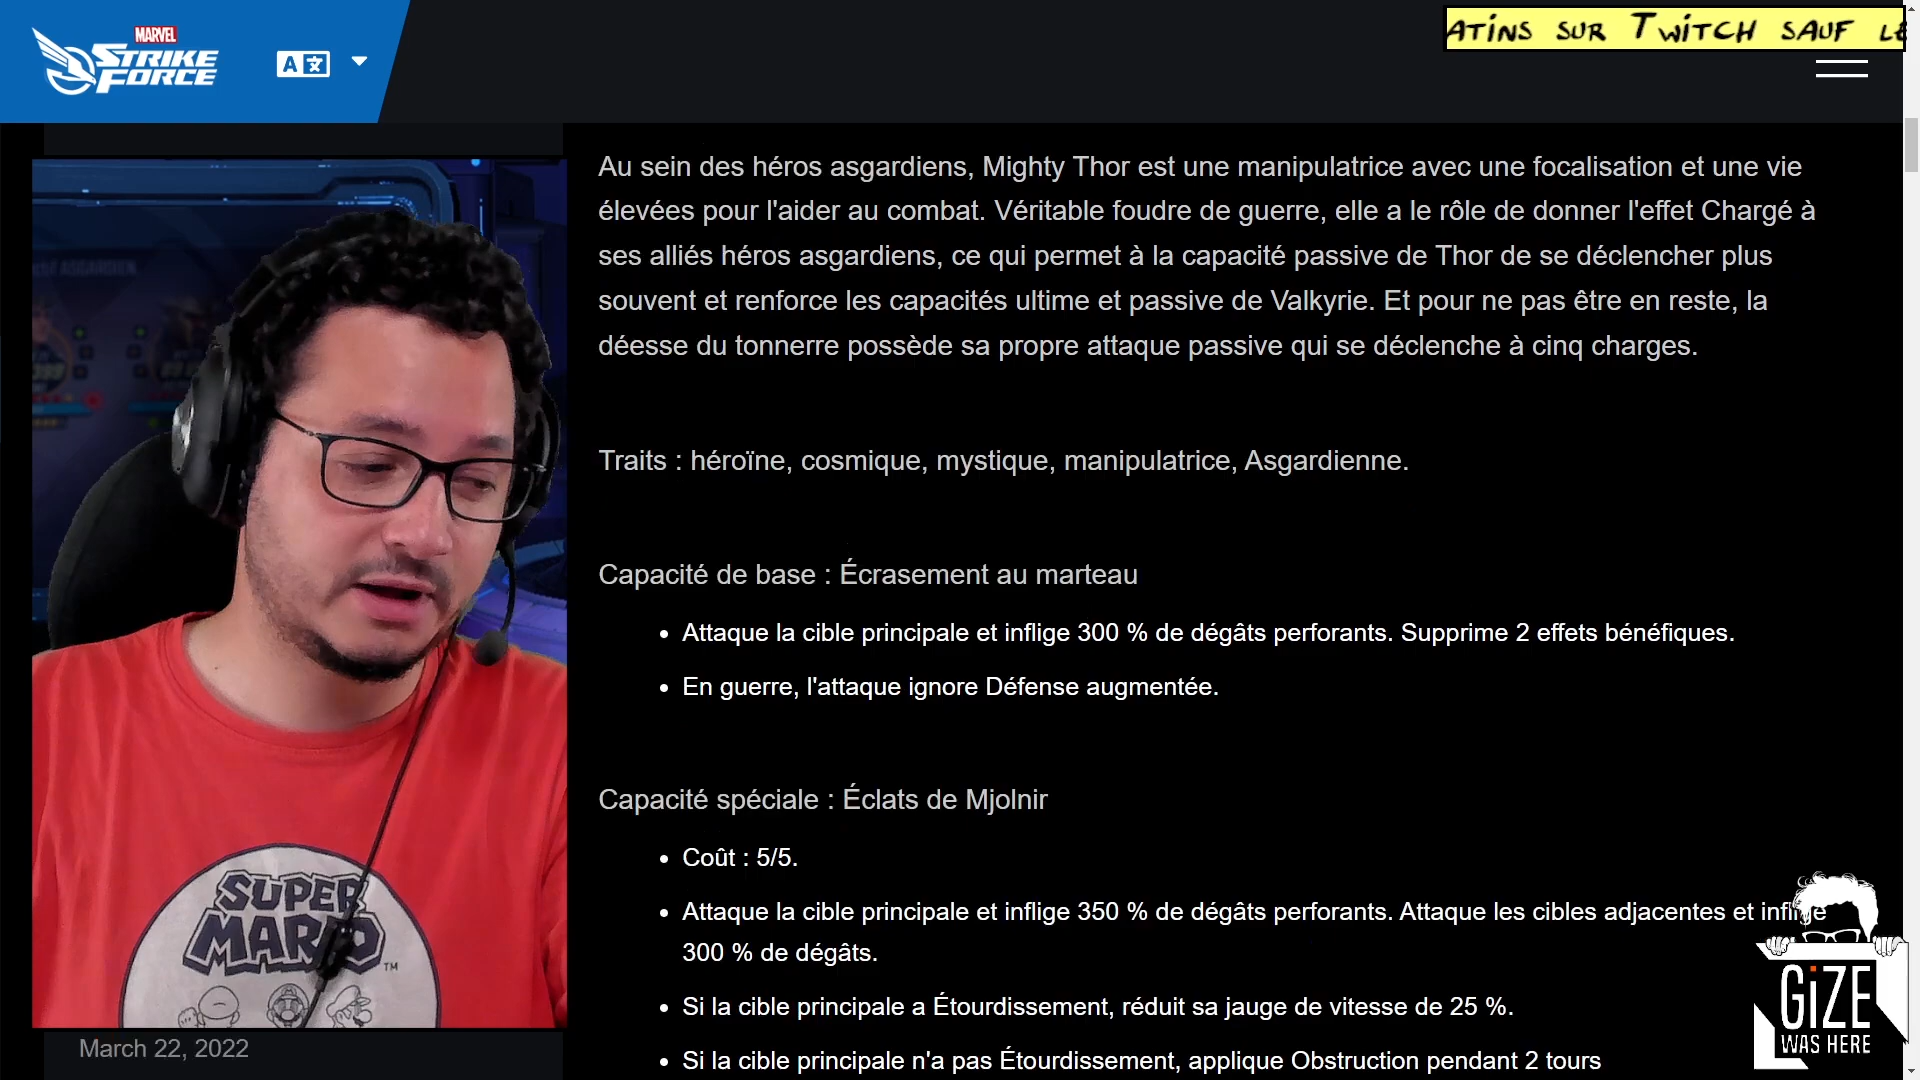 MARVEL
STRIKE
FORCE
ATINS SUR TWITCH SAUF LE
Au sein des héros asgardiens, Mighty Thor est une manipulatrice avec une focalisation et une vie
élevées pour l'aider au combat. Véritable foudre de guerre, elle a le rôle de donner l'effet Chargé à
ses alliés héros asgardiens, ce qui permet à la capacité passive de Thor de se déclencher plus
souvent et renforce les capacités ultime et passive de Valkyrie. Et pour ne pas être en reste, la
déesse du tonnerre possède sa propre attaque passive qui se déclenche à cinq charges.
Traits : héroïne, cosmique, mystique, manipulatrice, Asgardienne.
Capacité de base : Écrasement au marteau
• Attaque la cible principale et inflige 300 % de dégâts perforants. Supprime 2 effets bénéfiques.
• En guerre, l'attaque ignore Défense augmentée.
Capacité spéciale : Éclats de Mjolnir
• Coût : 5/5.
• Attaque la cible principale et inflige 350 % de dégâts perforants. Attaque les cibles adjacentes et inflige
300 % de dégâts.
• Si la cible principale a Étourdissement, réduit sa jauge de vitesse de 25 %.
• Si la cible principale n'a pas Étourdissement, applique Obstruction pendant 2 tours
SUPER
MARIO
TM
March 22, 2022
GiZE
WAS HERE